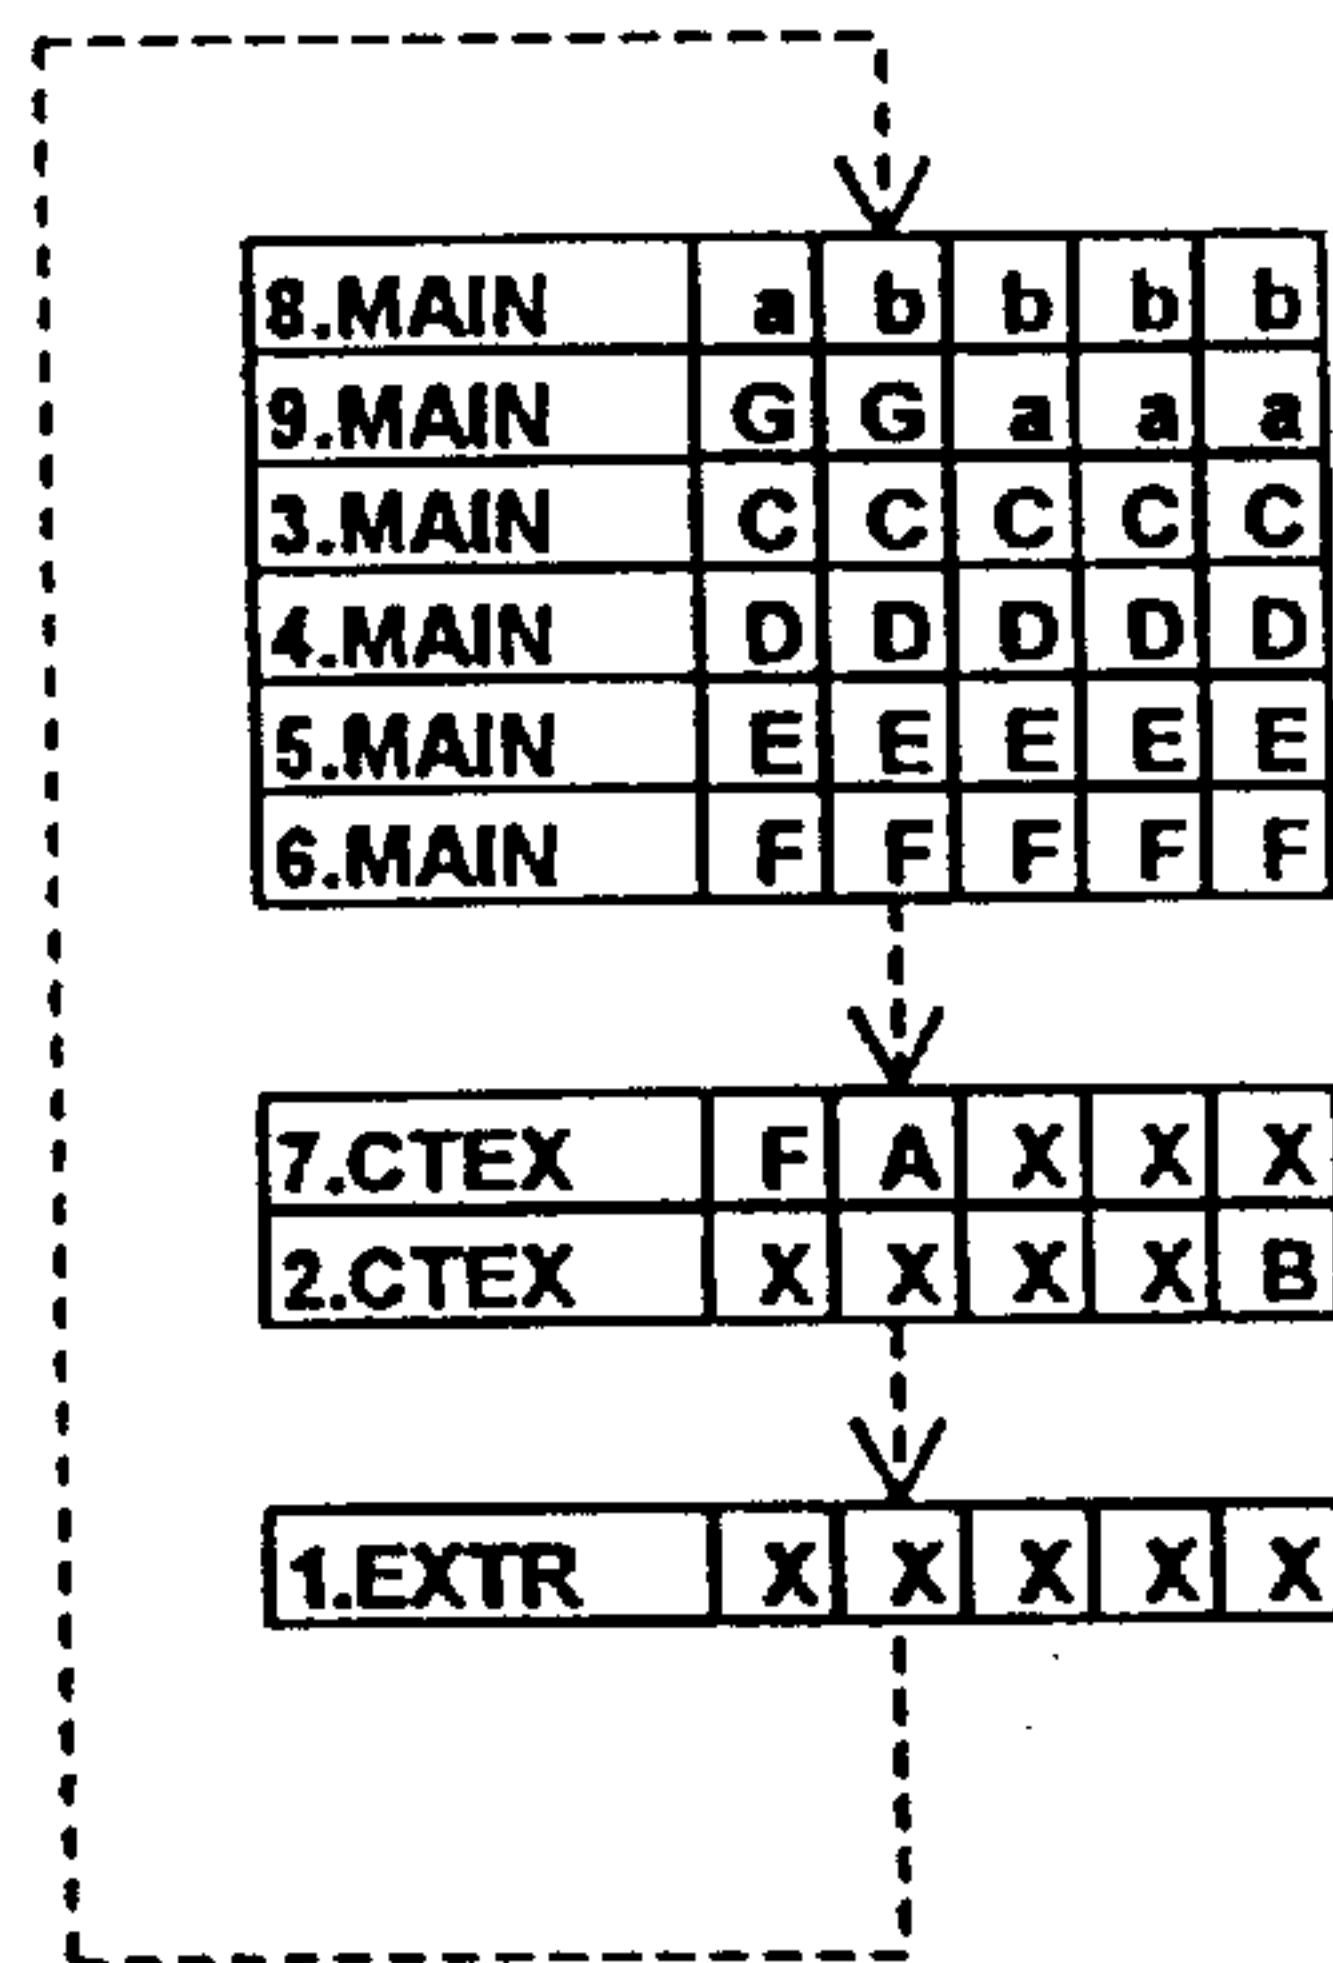 8.MAIN a b b b b
9.MAIN G G a a a
3.MAIN C C C C C
4.MAIN D D D D D
5.MAIN E E E E E
6.MAIN F F F F F
7.CTEX F A X X X
2.CTEX X X X X B
1.EXTR X X X X X